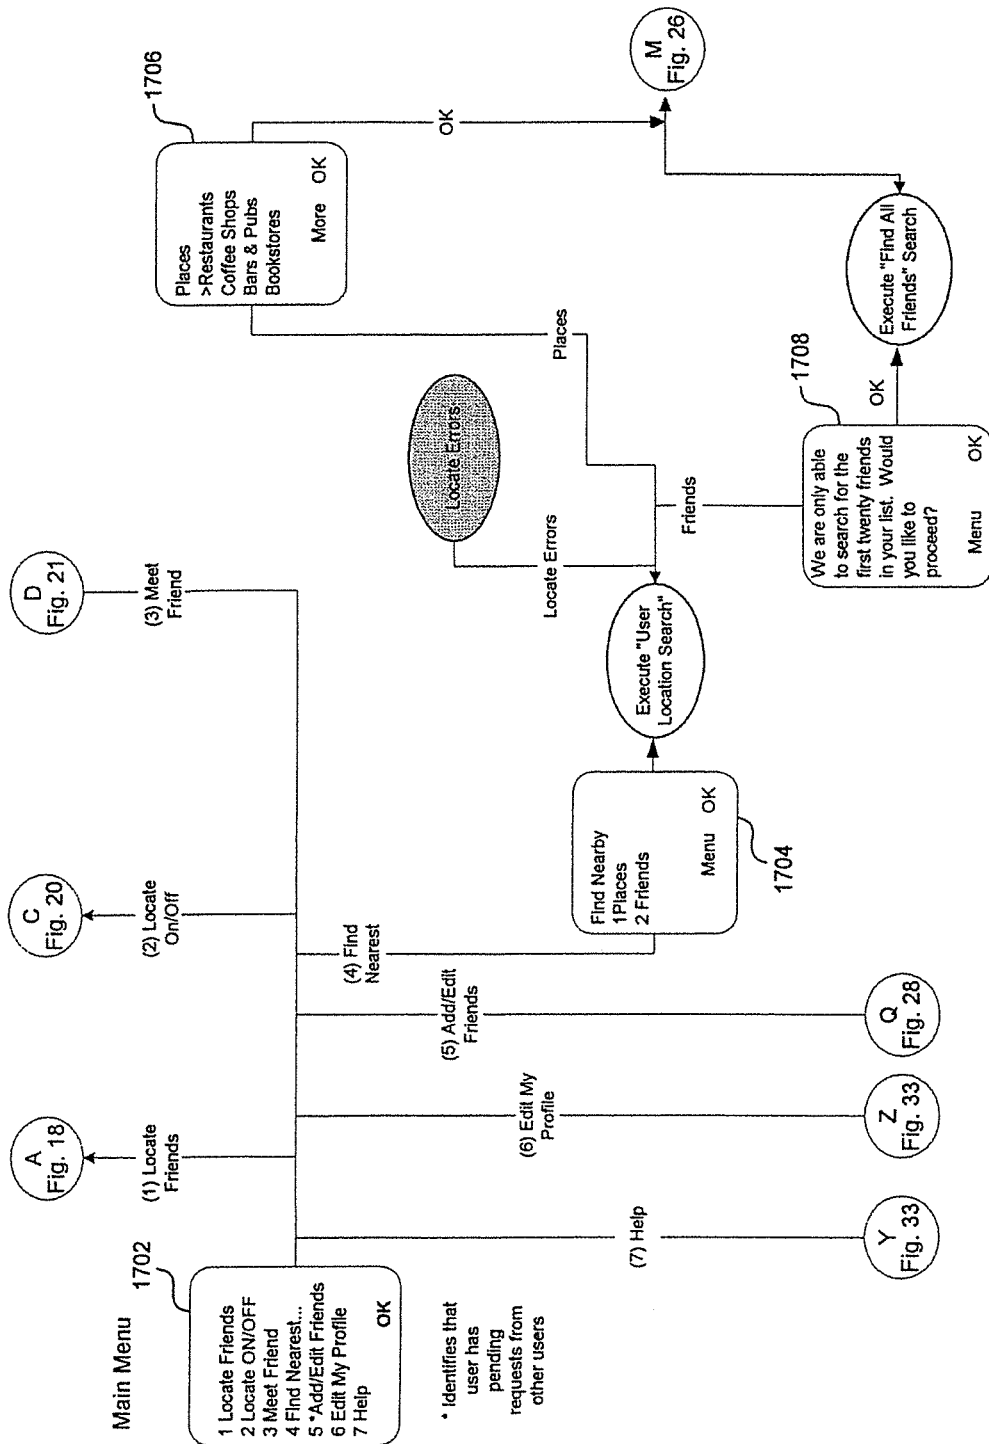 Main Menu
1702
1 Locate Friends
2 Locate ON/OFF
3 Meet Friend
4 Find Nearest...
5 *Add/Edit Friends
6 Edit My Profile
7 Help
OK
* Identifies that
user has
pending
requests from
other users
A
Fig. 18
(1) Locate
Friends
C
Fig. 20
(2) Locate
On/Off
D
Fig. 21
(3) Meet
Friend
(4) Find
Nearest
(5) Add/Edit
Friends
(6) Edit My
Profile
(7) Help
Y
Fig. 33
Z
Fig. 33
Q
Fig. 28
Find Nearby
1Places
2 Friends
Menu OK
1704
Execute "User
Location Search"
Locate Errors
Locate Errors
Places
Friends
1706
Places
>Restaurants
Coffee Shops
Bars & Pubs
Bookstores
More OK
OK
M
Fig. 26
1708
We are only able
to search for the
first twenty friends
in your list. Would
you like to
proceed?
Menu OK
OK
Execute "Find All
Friends" Search